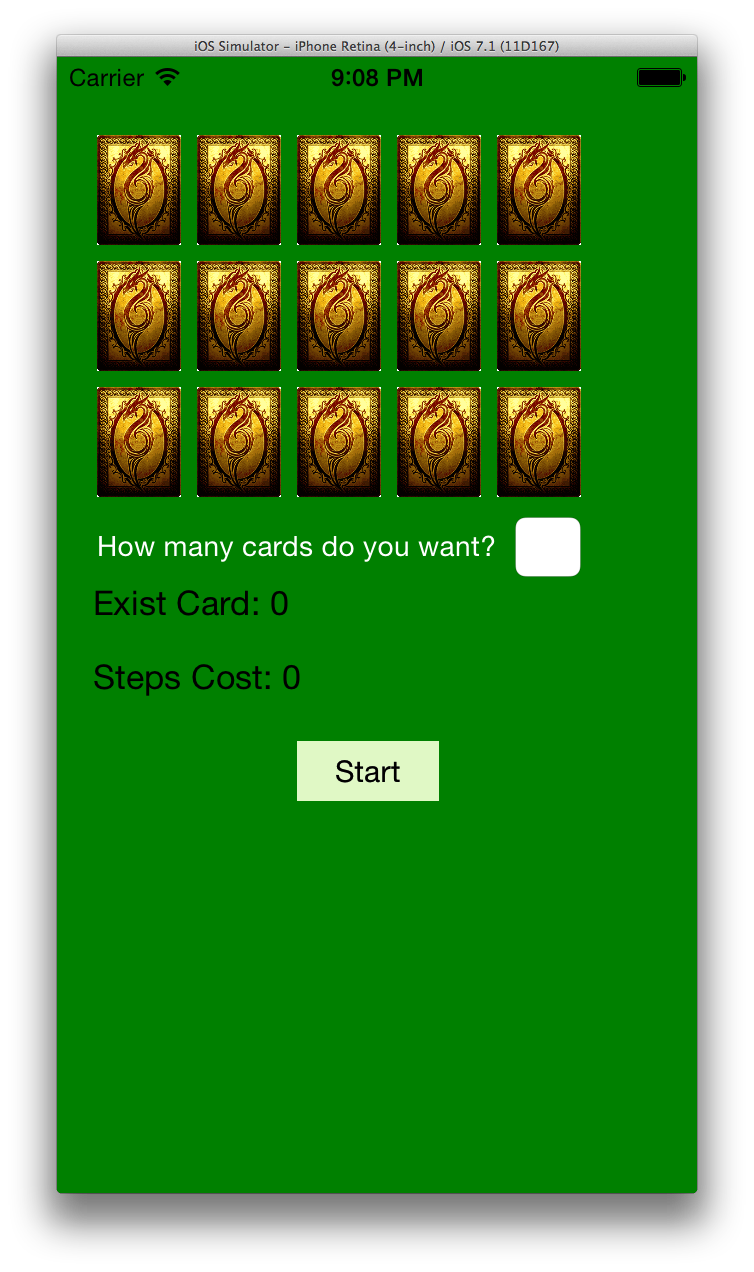 iOS Simulator – iPhone Retina (4-inch) / iOS 7.1 (11D167)
Carrier 9:08 PM
How many cards do you want?
Exist Card: 0
Steps Cost: 0
Start